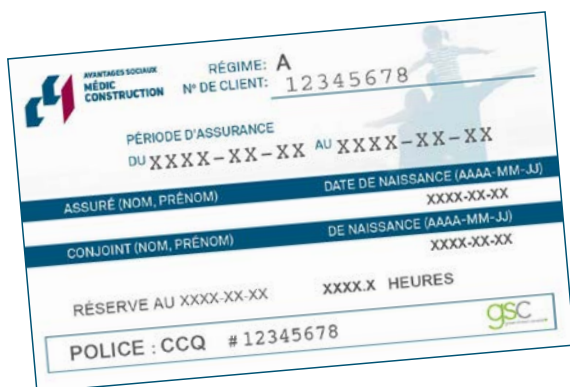 AVANTAGES SOCIAUX
MÉDIC
CONSTRUCTION
RÉGIME: A
Nº DE CLIENT: 12345678
PÉRIODE D'ASSURANCE
DU XXXX-XX-XX AU XXXX-XX-XX
ASSURÉ (NOM, PRÉNOM) DATE DE NAISSANCE (AAAA-MM-JJ)
XXXX-XX-XX
CONJOINT (NOM, PRÉNOM) DE NAISSANCE (AAAA-MM-JJ)
XXXX-XX-XX
RÉSERVE AU XXXX-XX-XX XXXX.X HEURES
POLICE : CCQ #12345678
gsc